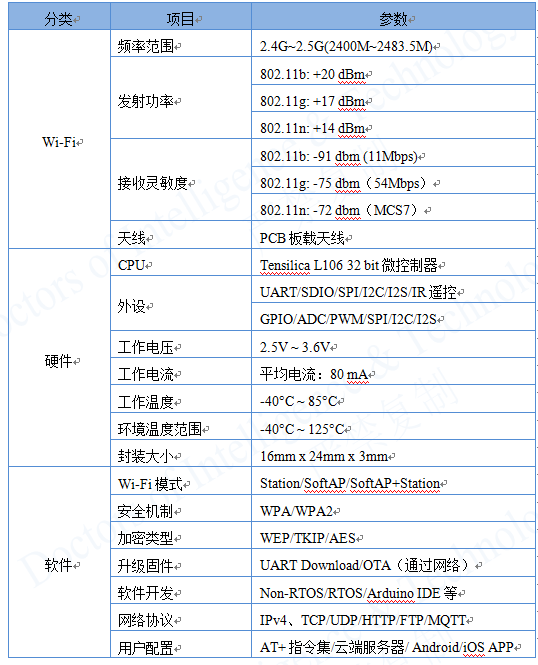 分类 项目 参数
Wi-Fi 频率范围 2.4G~2.5G(2400M~2483.5M)
发射功率 802.11b: +20 dBm
802.11g: +17 dBm
802.11n: +14 dBm
接收灵敏度 802.11b: -91 dbm (11Mbps)
802.11g: -75 dbm（54Mbps）
802.11n: -72 dbm（MCS7）
天线 PCB 板载天线
硬件 CPU Tensilica L106 32 bit 微控制器
外设 UART/SDIO/SPI/I2C/I2S/IR 遥控
GPIO/ADC/PWM/SPI/I2C/I2S
工作电压 2.5V ~ 3.6V
工作电流 平均电流：80 mA
工作温度 -40°C ~ 85°C
环境温度范围 -40°C ~ 125°C
封装大小 16mm x 24mm x 3mm
软件 Wi-Fi 模式 Station/SoftAP/SoftAP+Station
安全机制 WPA/WPA2
加密类型 WEP/TKIP/AES
升级固件 UART Download/OTA（通过网络）
软件开发 Non-RTOS/RTOS/Arduino IDE 等
网络协议 IPv4、TCP/UDP/HTTP/FTP/MQTT
用户配置 AT+ 指令集/云端服务器/ Android/iOS APP
Doctors of Intelligence & Technology